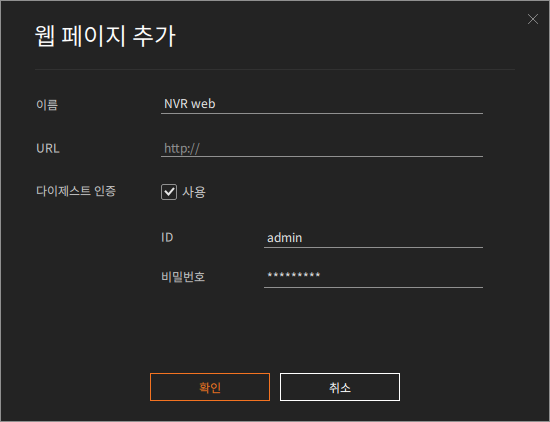 웹 페이지 추가
이름 NVR web
URL http://
다이제스트 인증 사용
ID admin
비밀번호 *********
확인 취소